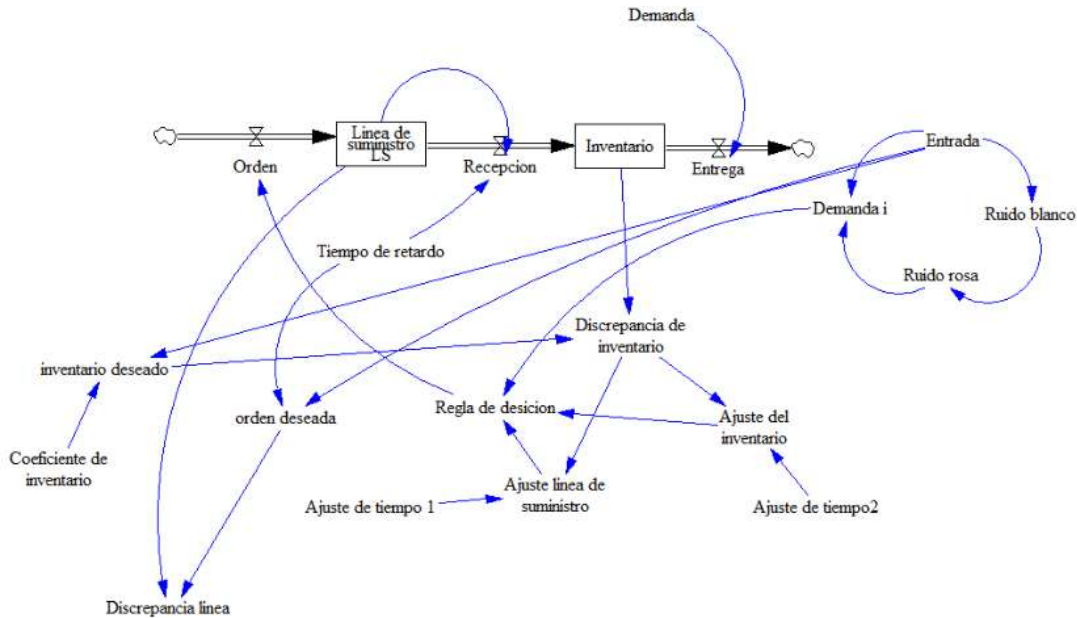 Demanda
Linea de
suministro
LS
Inventario
Orden
Recepcion
Entrega
Entrada
Demanda i
Ruido blanco
Tiempo de retardo
Ruido rosa
Discrepancia de
inventario
inventario deseado
orden deseada
Regla de desicion
Ajuste del
inventario
Coeficiente de
inventario
Ajuste linea de
suministro
Ajuste de tiempo 1
Ajuste de tiempo2
Discrepancia linea